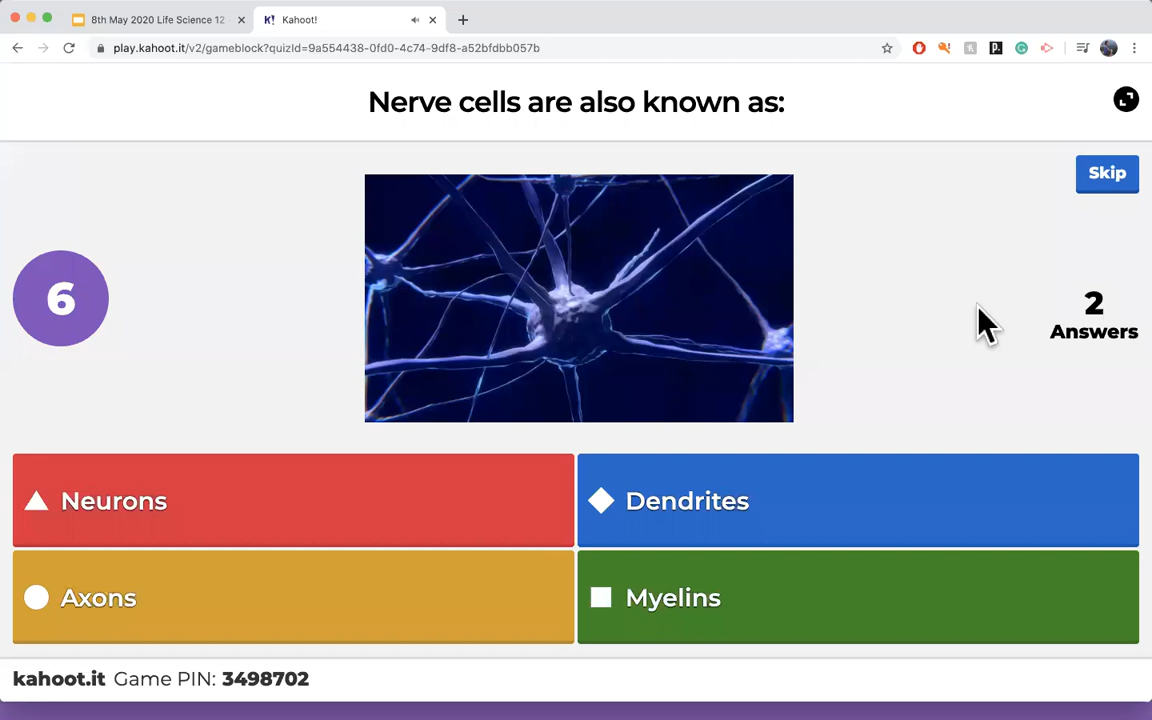 8th May 2020 Life Science 12
K! Kahoot!
play.kahoot.it/v2/gameblock?quizId=9a554438-0fd0-4c74-9df8-a52bfdbb057b
Nerve cells are also known as:
Skip
6
2
Answers
Neurons
Dendrites
Axons
Myelins
kahoot.it Game PIN: 3498702